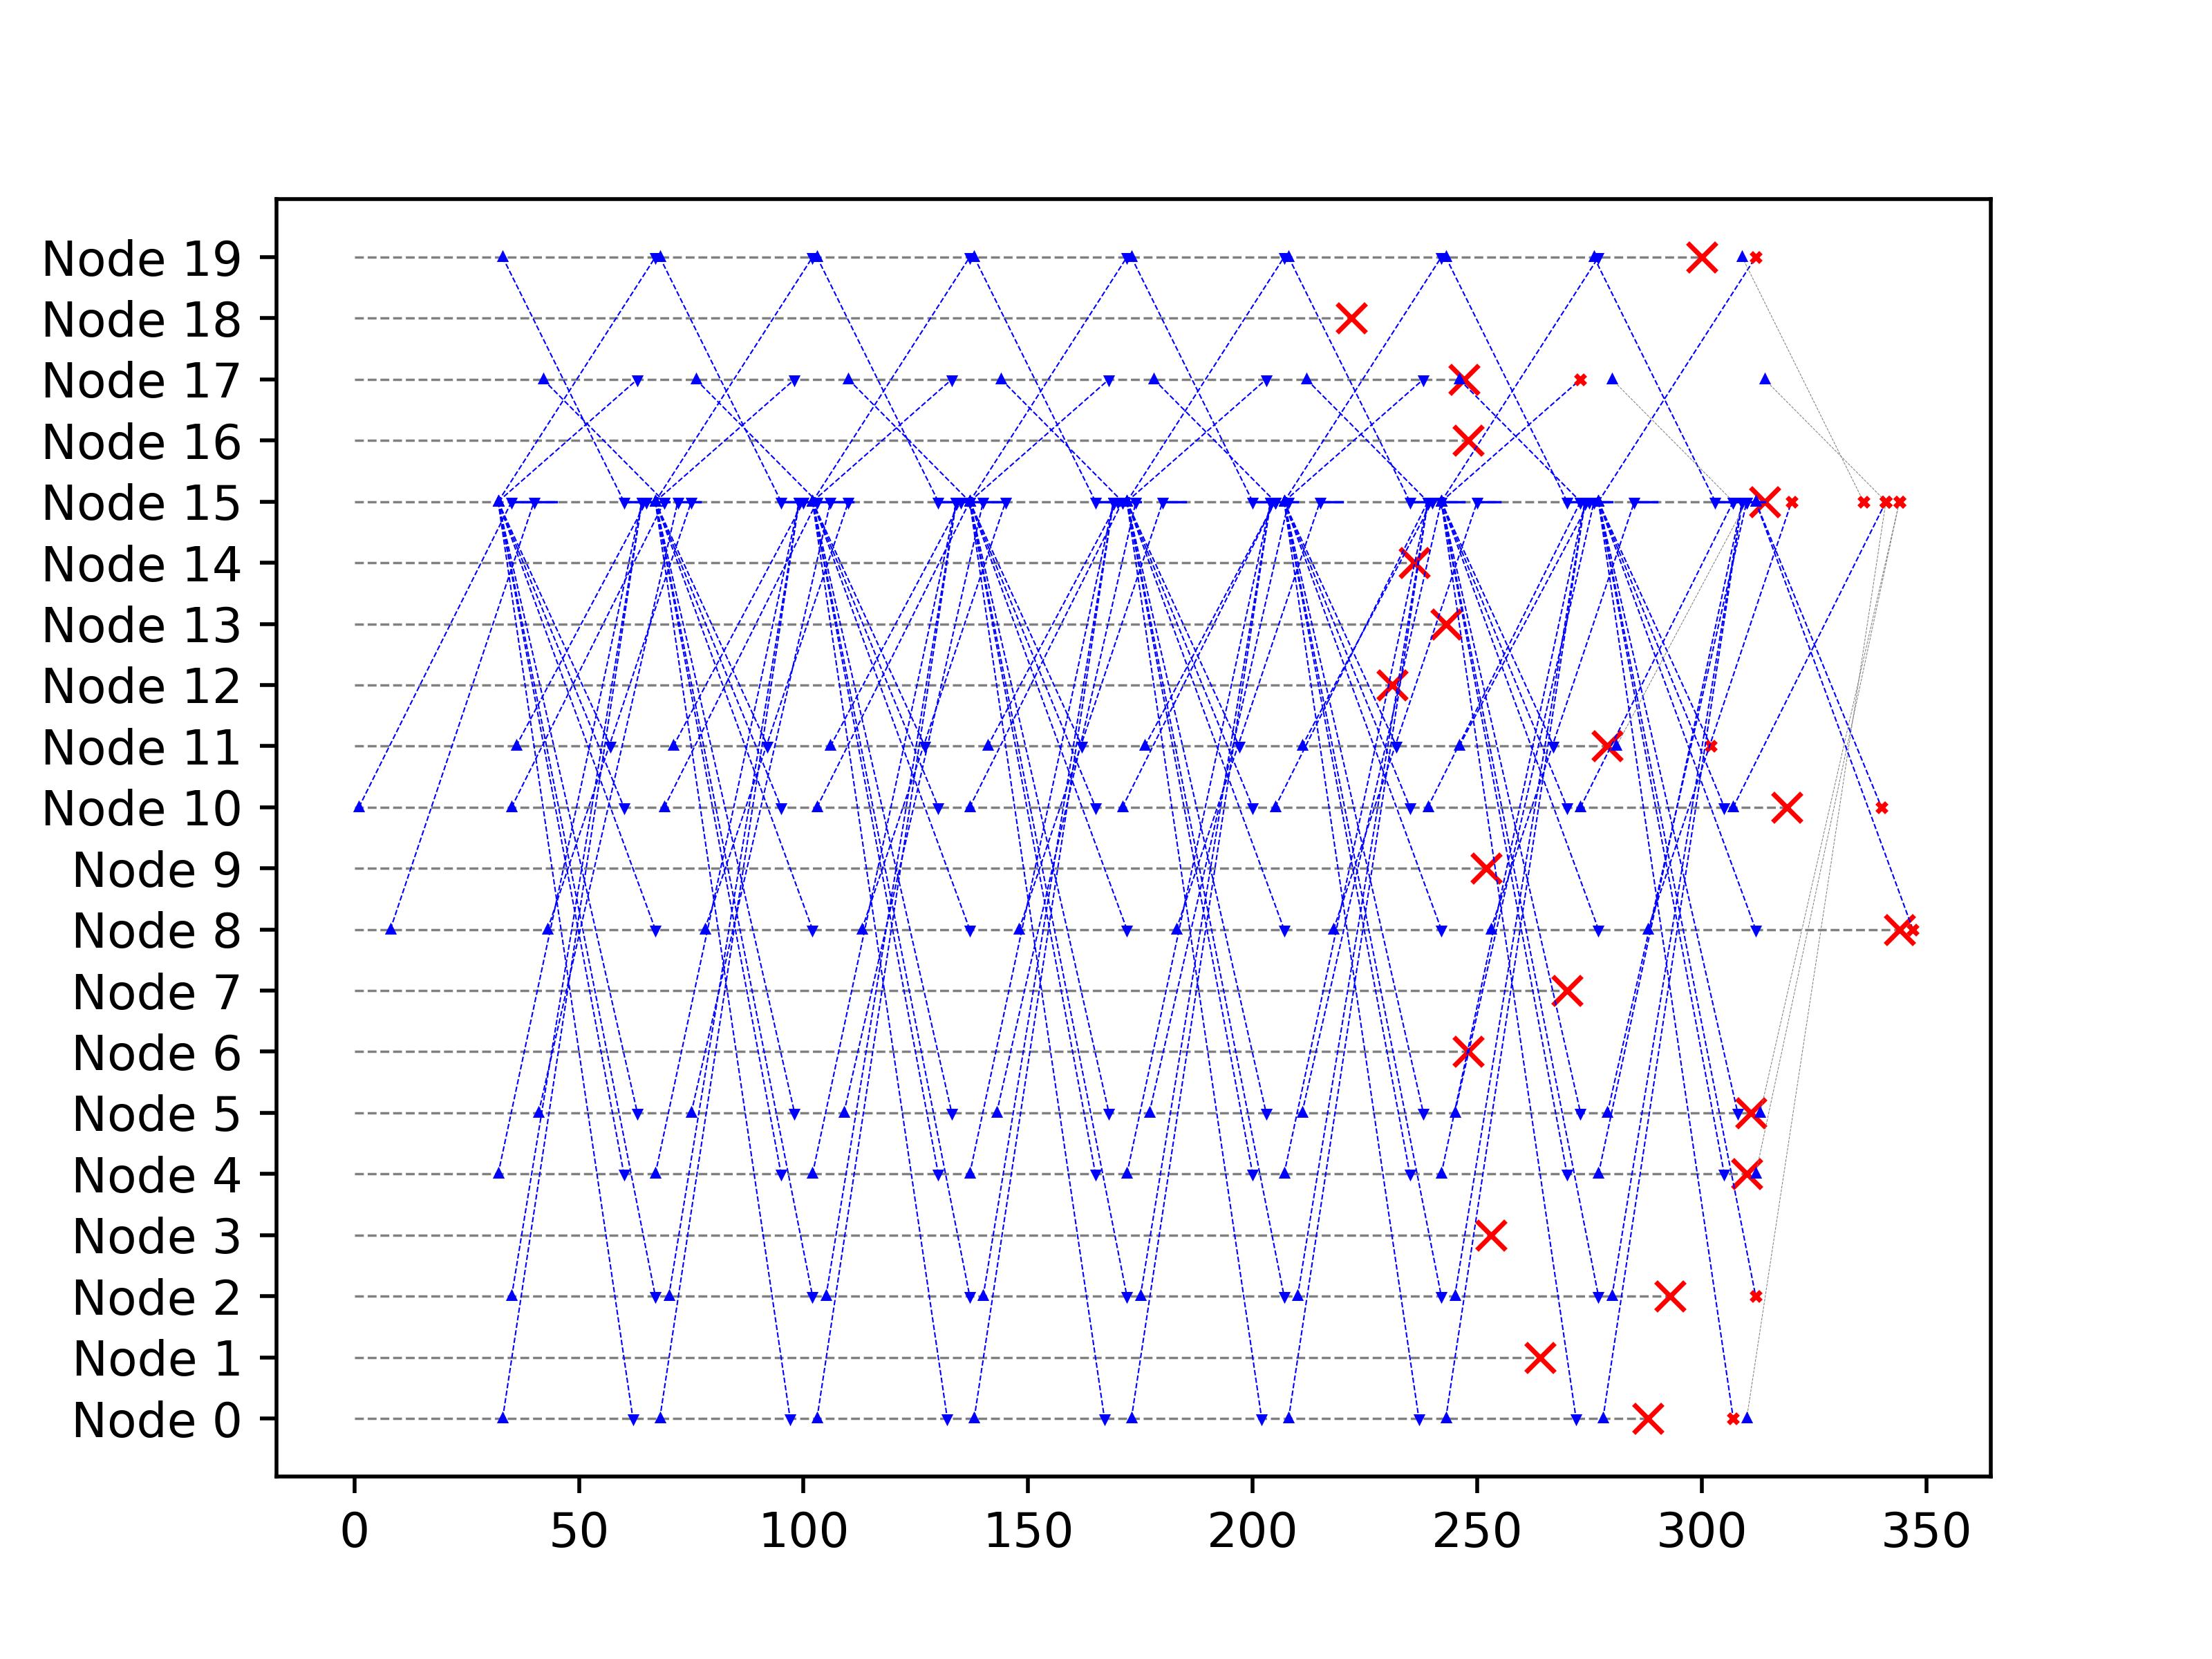 Node 19
Node 18
Node 17
Node 16
Node 15
Node 14
Node 13
Node 12
Node 11
Node 10
Node 9
Node 8
Node 7
Node 6
Node 5
Node 4
Node 3
Node 2
Node 1
Node 0
0 50 100 150 200 250 300 350